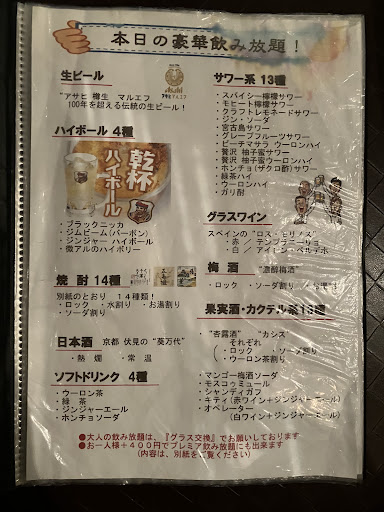 本日の豪華飲み放題！
生ビール
"アサヒ 樽生 マルエフ
100年を超える伝統の生ビール！
Asahi
ハイボール 4種
乾杯
ハイボール
・ブラックニッカ
・ジムビーム(バーボン)
・ジンジャー ハイボール
・微アルのハイボリー
焼 酎 14種
別紙のとおり 14種類！
・ロック ・水割り ・お湯割り
・ソーダ割り
日本酒 京都 伏見の "葵万代"
・熱 燗 ・常 温
ソフトドリンク 4種
・ウーロン茶
・緑 茶
・ジンジャーエール
・ホンチョソーダ
サワー系 13種
・スパイシー檸檬サワー
・モヒート檸檬サワー
・クラフトレモネードサワー
・ジン・ソーダ
・宮古島サワー
・グレープフルーツサワー
・ピーチマサラ ウーロンハイ
・贅沢 柚子蜜サワー
・贅沢 柚子蜜ウーロンハイ
・ホンチョ(ザクロ酢)サワー
・緑茶ハイ
・ウーロンハイ
・ガリ酎
グラスワイン
スペインの "ロス・モリノス"
・赤 ／ テンプラニーリョ
・白 ／ アイレン・ベルデホ
梅 酒 "濃醇梅酒"
・ロック ・ソーダ割り
果実酒・カクテル系
・"杏露酒" "カシス"
それぞれ
・ロック ・ソーダ割り
・ウーロン茶割り
・マンゴー梅酒ソーダ
・モスコゥミュール
・シャンディガフ
・キティ(赤ワイン+ジンジャーエール)
・オペレーター
(白ワイン+ジンジャーエール)
●大人の飲み放題は、『グラス交換』でお願いしております
●お一人様+400円でプレミア飲み放題にも出来ます
(内容は、別紙をご覧ください)